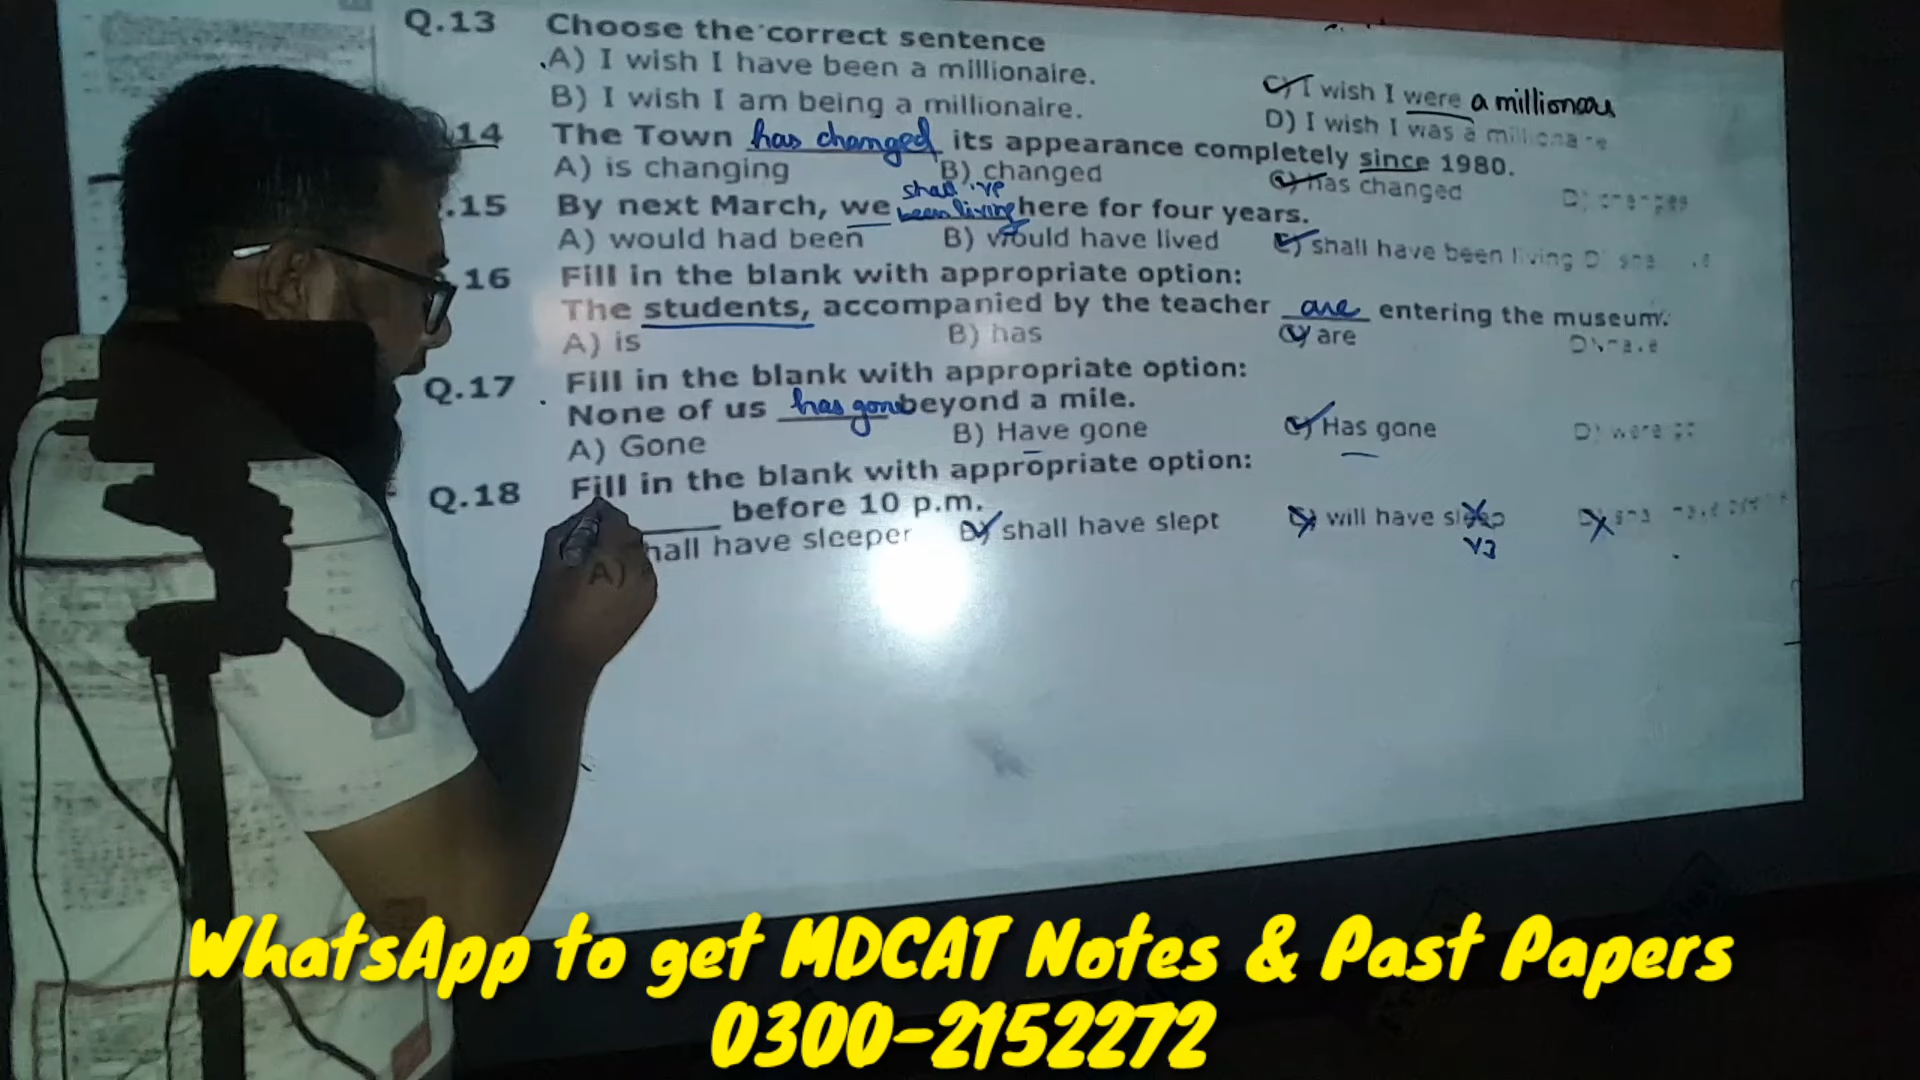 Q.13 Choose the correct sentence
A) I wish I have been a millionaire.
C) I wish I were a millionaire
B) I wish I am being a millionaire.
D) I wish I was a millionaire
14 The Town has changed its appearance completely since 1980.
A) is changing B) changed C) has changed D) changes
.15 By next March, we shall been living here for four years.
A) would had been B) would have lived C) shall have been living D)
16 Fill in the blank with appropriate option:
The students, accompanied by the teacher are entering the museum.
A) is B) has C) are D) have
Q.17 Fill in the blank with appropriate option:
None of us has gone beyond a mile.
A) Gone B) Have gone C) Has gone D) were
Q.18 Fill in the blank with appropriate option:
before 10 p.m.
A) hall have sleeper B) shall have slept C) will have sleep
V3
WhatsApp to get MDCAT Notes & Past Papers
0300-2152272